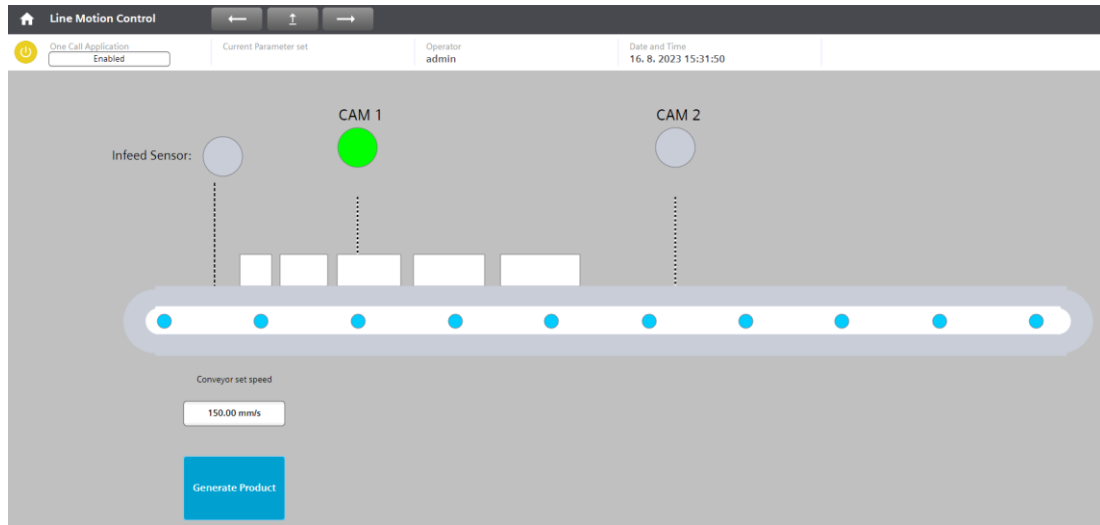 Line Motion Control
One Call Application
Enabled
Current Parameter set
Operator
admin
Date and Time
16. 8. 2023 15:31:50
CAM 1
CAM 2
Infeed Sensor:
Conveyor set speed
150.00 mm/s
Generate Product